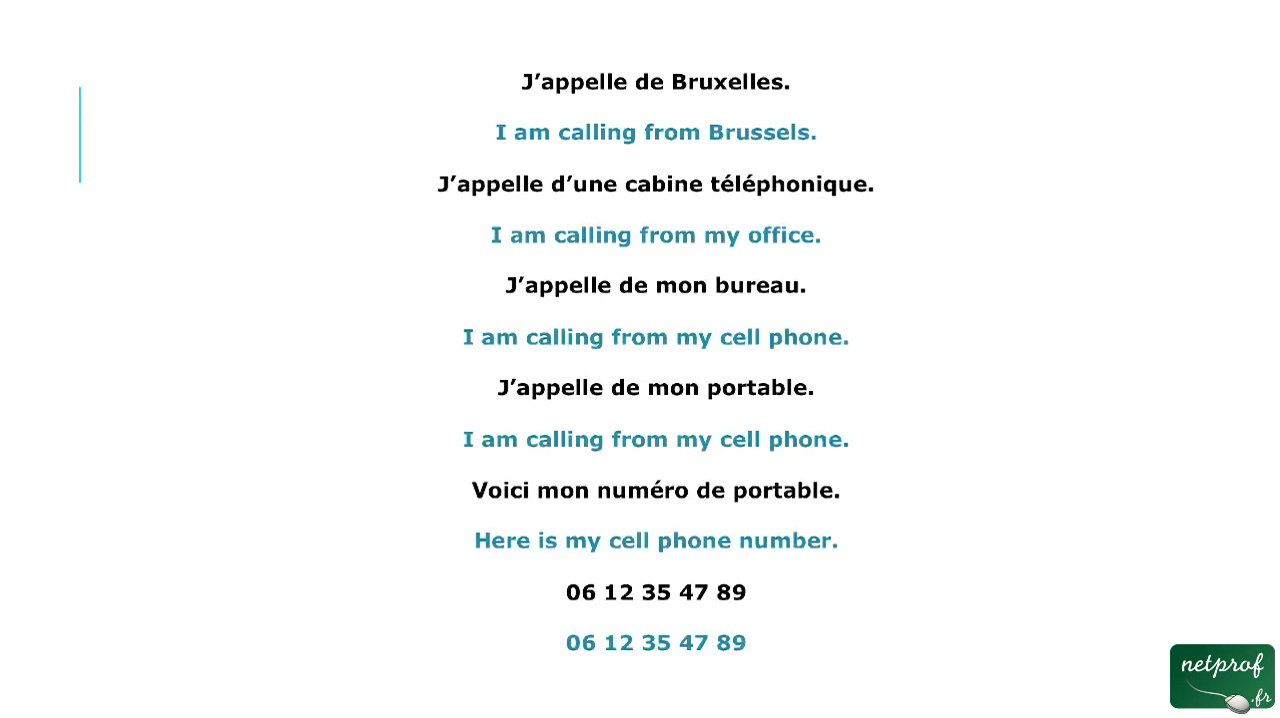 J’appelle de Bruxelles.
I am calling from Brussels.
J’appelle d’une cabine téléphonique.
I am calling from my office.
J’appelle de mon bureau.
I am calling from my cell phone.
J’appelle de mon portable.
I am calling from my cell phone.
Voici mon numéro de portable.
Here is my cell phone number.
06 12 35 47 89
06 12 35 47 89
netprof
.fr